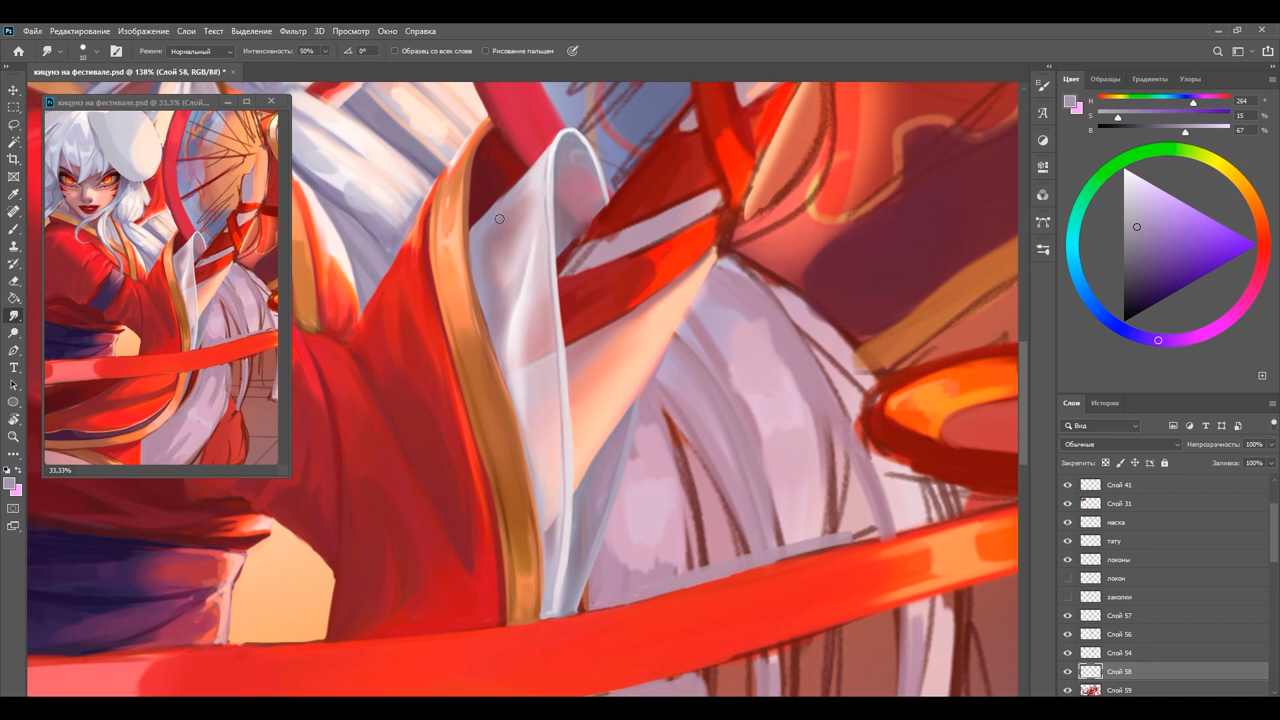 Ps Файл Редактирование Изображение Слои Текст Выделение Фильтр 3D Просмотр Окно Справка
10 Режим: Нормальный Интенсивность: 50% 0° Образец со всех слоев Рисование пальцем
кицунэ на фестивале.psd @ 138% (Слой 58, RGB/8#) *
кицунэ на фестивале.psd @ 33,3% (Слой...
33,33%
Цвет Образцы Градиенты Узоры
H 264 °
S 15 %
B 67 %
Слои История
Вид
Обычные Непрозрачность: 100%
Закрепить: Заливка: 100%
Слой 41
Слой 31
маска
тату
локоны
локон
заколки
Слой 57
Слой 56
Слой 54
Слой 58
Слой 59